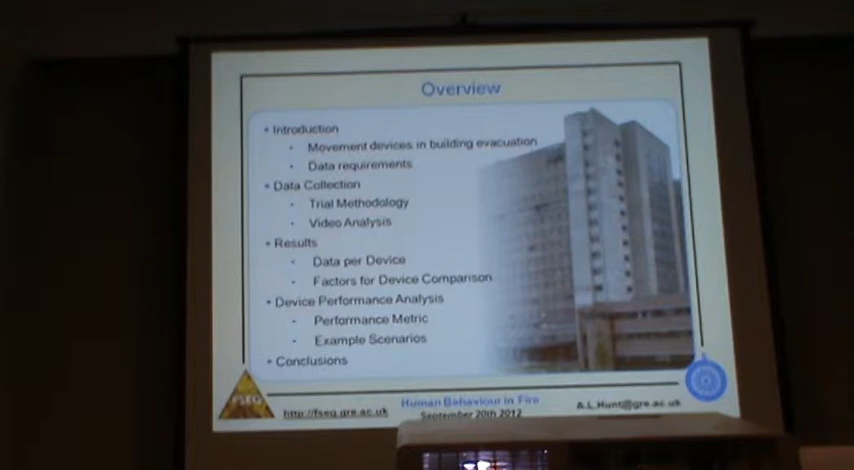 Overview
• Introduction
- Movement devices in building evacuation
- Data requirements
• Data Collection
- Trial Methodology
- Video Analysis
• Results
- Data per Device
- Factors for Device Comparison
• Device Performance Analysis
- Performance Metric
- Example Scenarios
• Conclusions
FSEG
http://fseg.gre.ac.uk
Human Behaviour in Fire
September 20th 2012
A.L.Hunt@gre.ac.uk